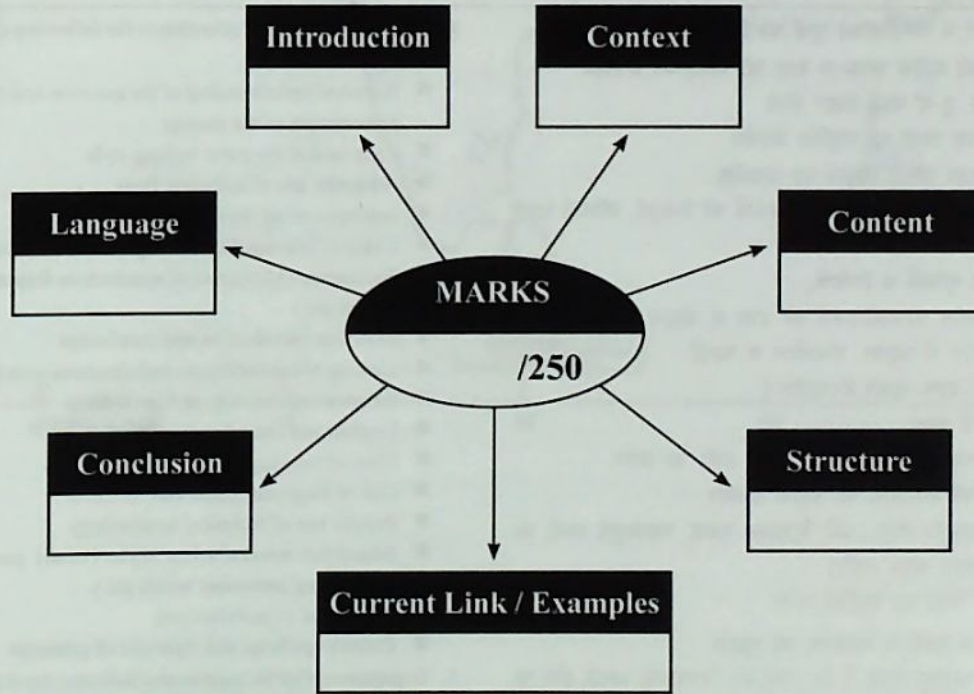 Introduction
Context
Language
Content
MARKS
/250
Conclusion
Structure
Current Link / Examples